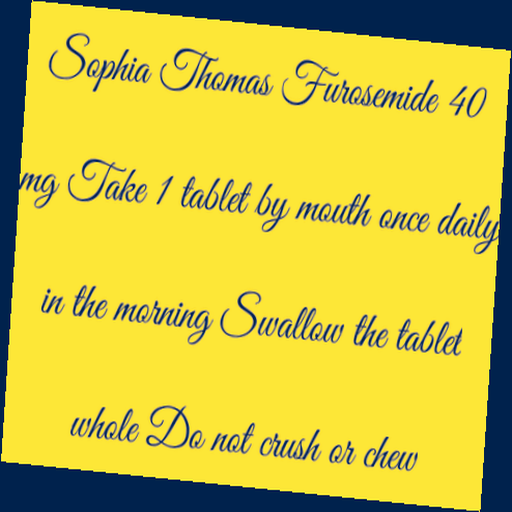 Sophia Thomas Furosemide 40
mg Take 1 tablet by mouth once daily
in the morning Swallow the tablet
whole Do not crush or chew